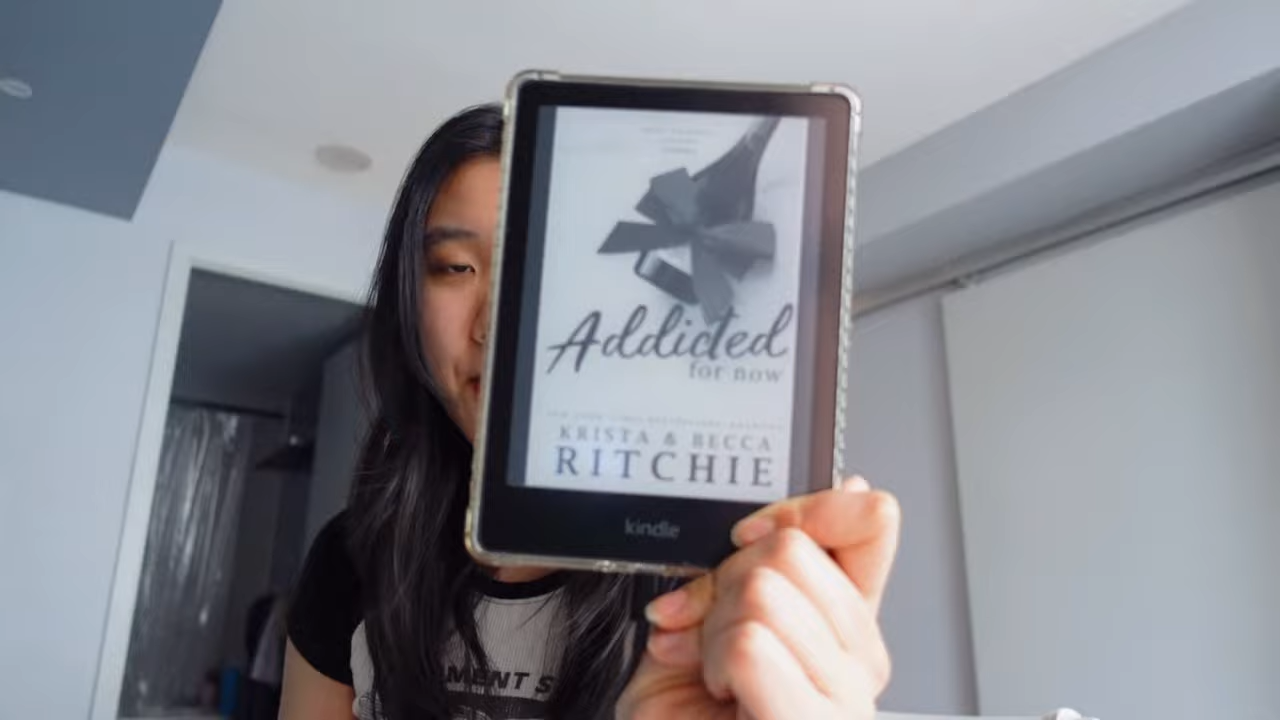 Addicted
for now
KRISTA & BECCA
RITCHIE
kindle
MENT S